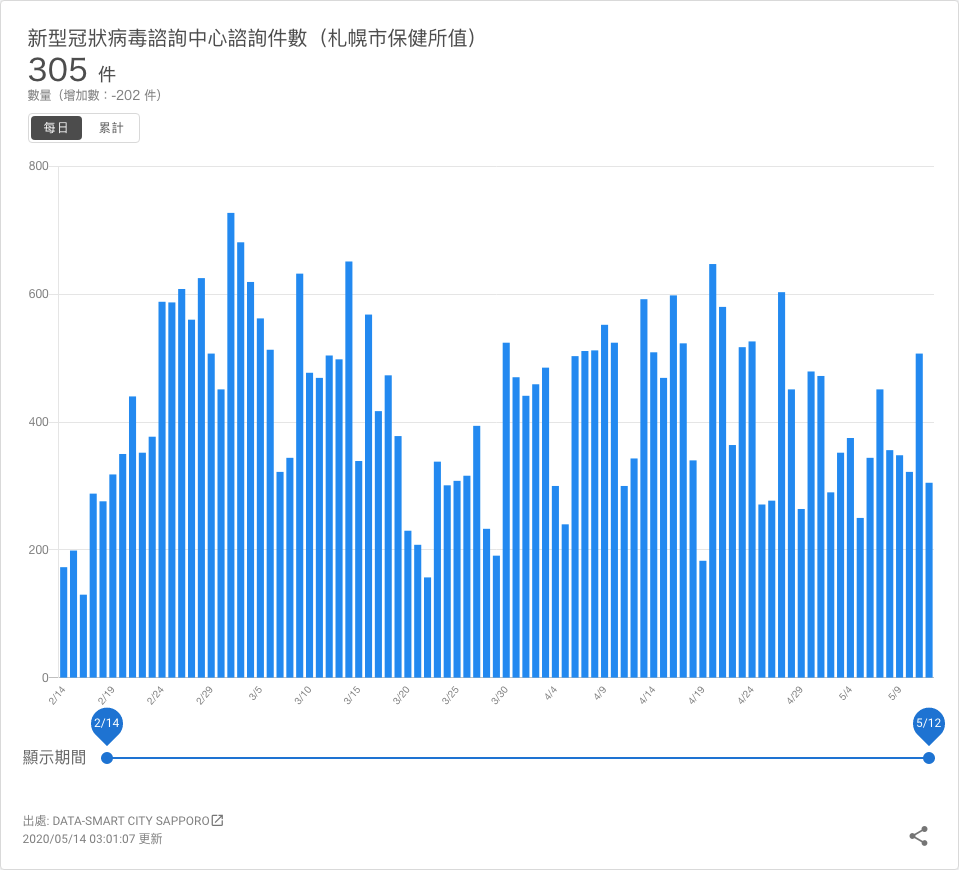 新型冠狀病毒諮詢中心諮詢件數（札幌市保健所值）
305 件
數量（增加數：-202 件）
每日 累計
800
600
400
200
0
2/14 2/19 2/24 2/29 3/5 3/10 3/15 3/20 3/25 3/30 4/4 4/9 4/14 4/19 4/24 4/29 5/4 5/9
2/14 5/12
顯示期間
出處: DATA-SMART CITY SAPPORO
2020/05/14 03:01:07 更新